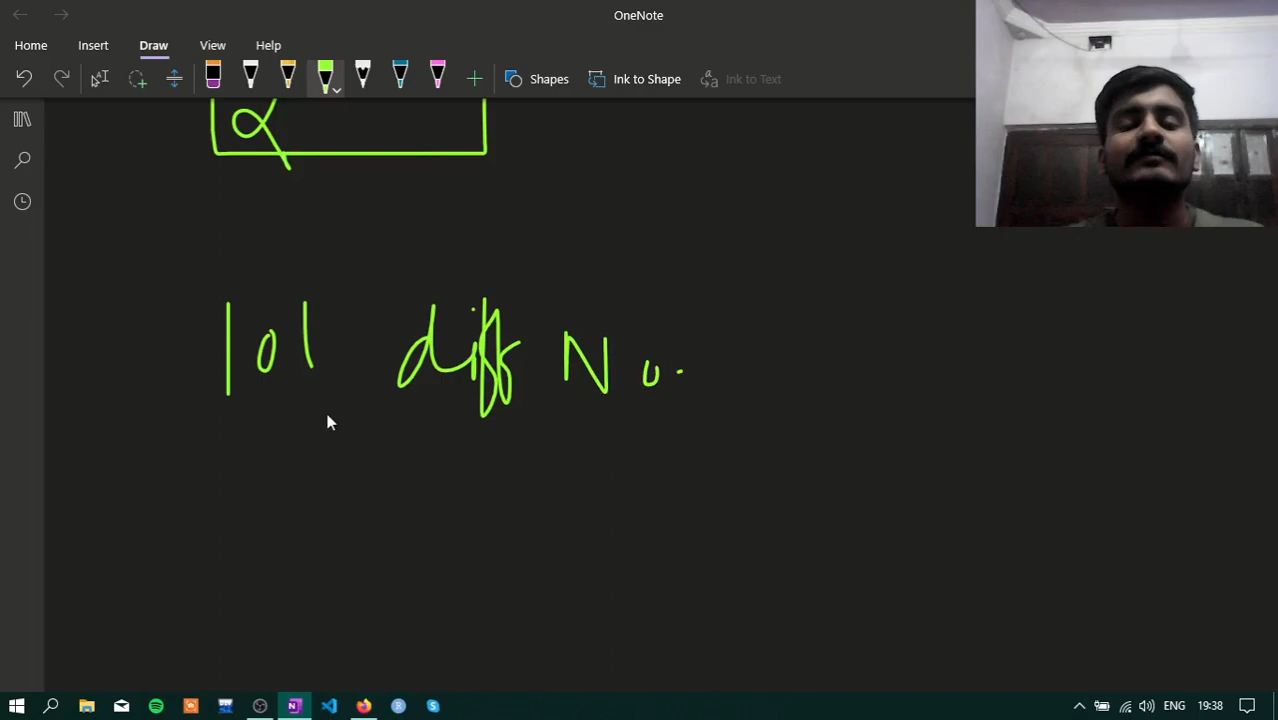 OneNote
Home Insert Draw View Help
Shapes Ink to Shape Ink to Text
α
101 diff No.
ENG 19:38